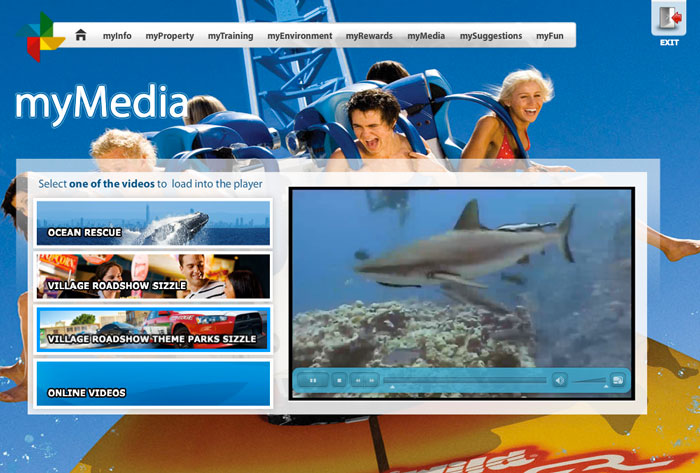 myInfo myProperty myTraining myEnvironment myRewards myMedia mySuggestions myFun
EXIT
myMedia
Select one of the videos to load into the player
OCEAN RESCUE
VILLAGE ROADSHOW SIZZLE
VILLAGE ROADSHOW THEME PARKS SIZZLE
ONLINE VIDEOS